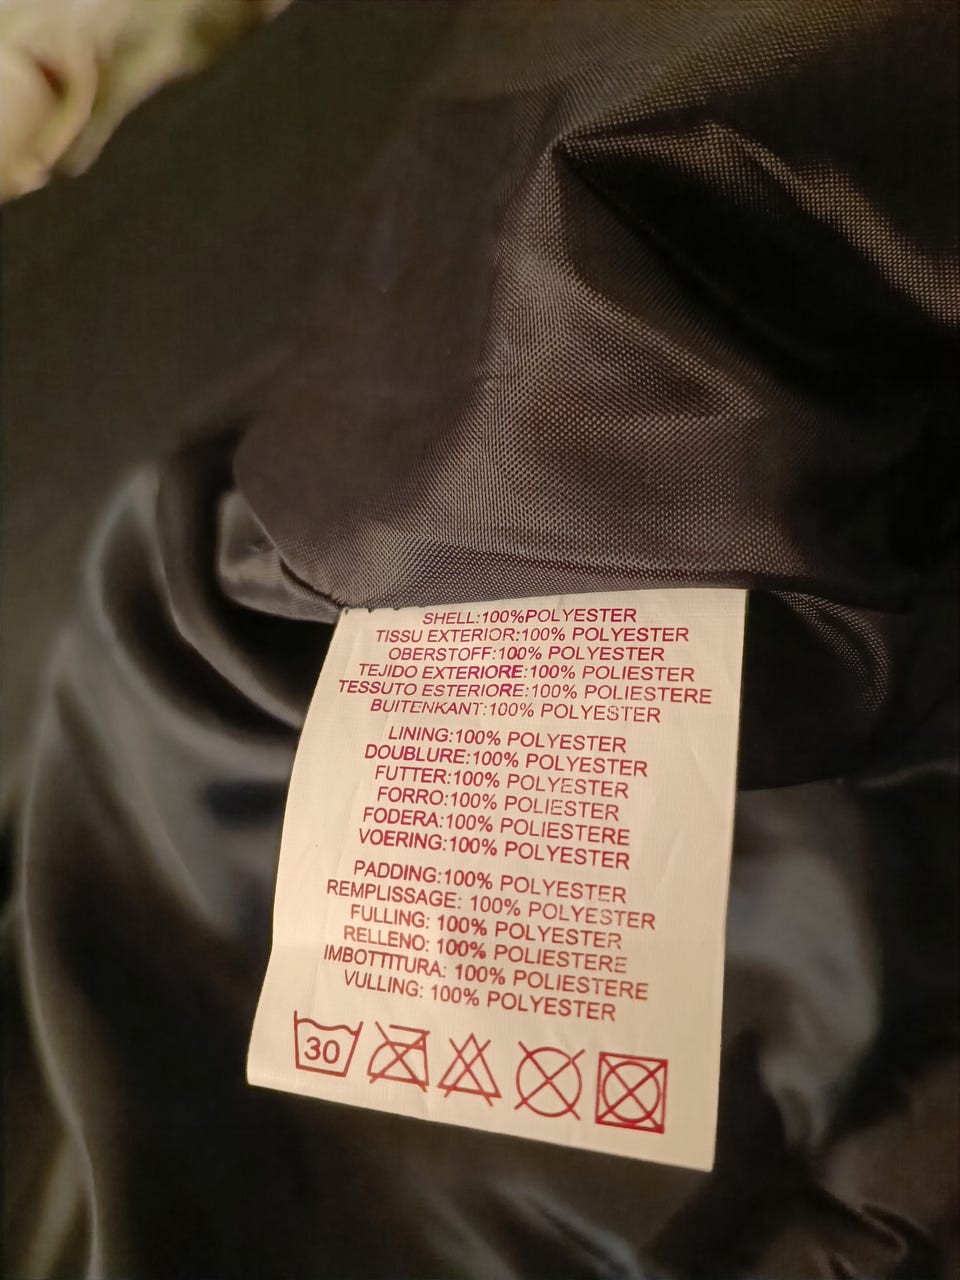 SHELL:100%POLYESTER
TISSU EXTERIOR:100% POLYESTER
OBERSTOFF:100% POLYESTER
TEJIDO EXTERIORE:100% POLIESTER
TESSUTO ESTERIORE:100% POLIESTERE
BUITENKANT:100% POLYESTER
LINING:100% POLYESTER
DOUBLURE:100% POLYESTER
FUTTER:100% POLYESTER
FORRO:100% POLIESTER
FODERA:100% POLIESTERE
VOERING:100% POLYESTER
PADDING:100% POLYESTER
REMPLISSAGE: 100% POLYESTER
FULLING: 100% POLYESTER
RELLENO: 100% POLIESTERE
IMBOTTITURA: 100% POLIESTERE
VULLING: 100% POLYESTER
30